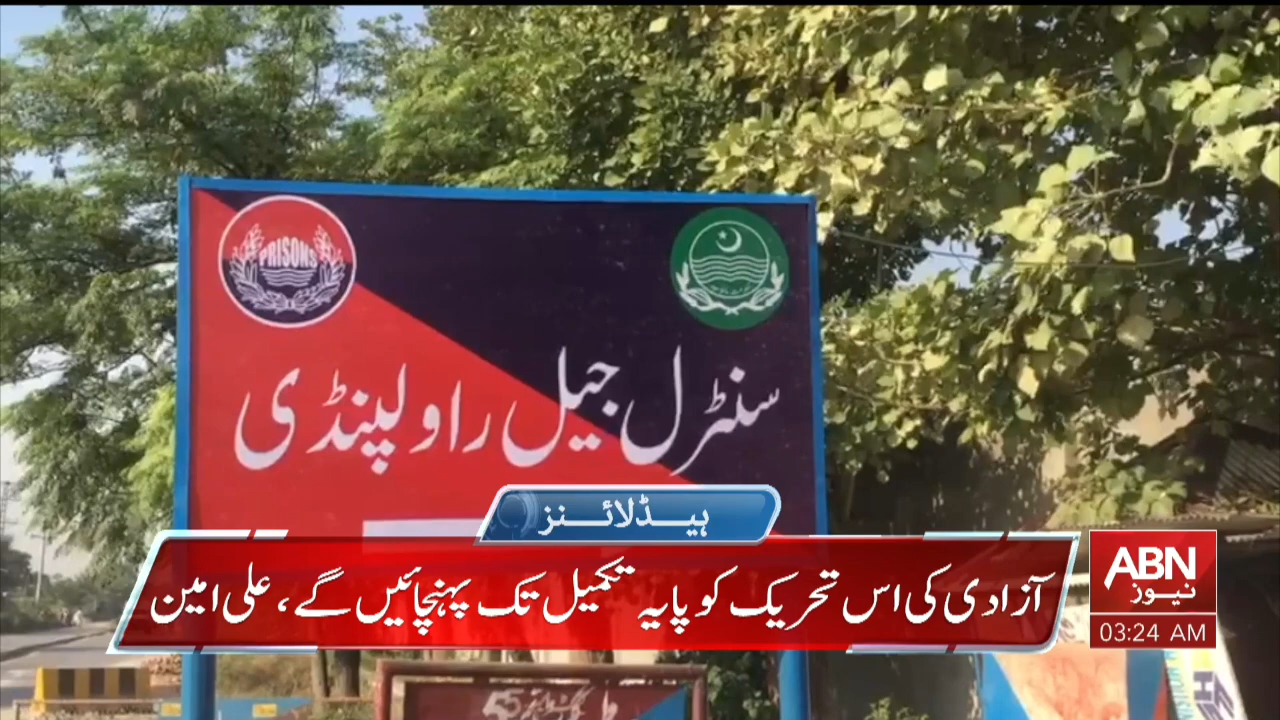 PRISONS
سنٹرل جیل راولپنڈی
ہیڈلائنز
آزادی کی اس تحریک کو پایہ تکمیل تک پہنچائیں گے، علی امین
ABN
نیوز
03:24 AM